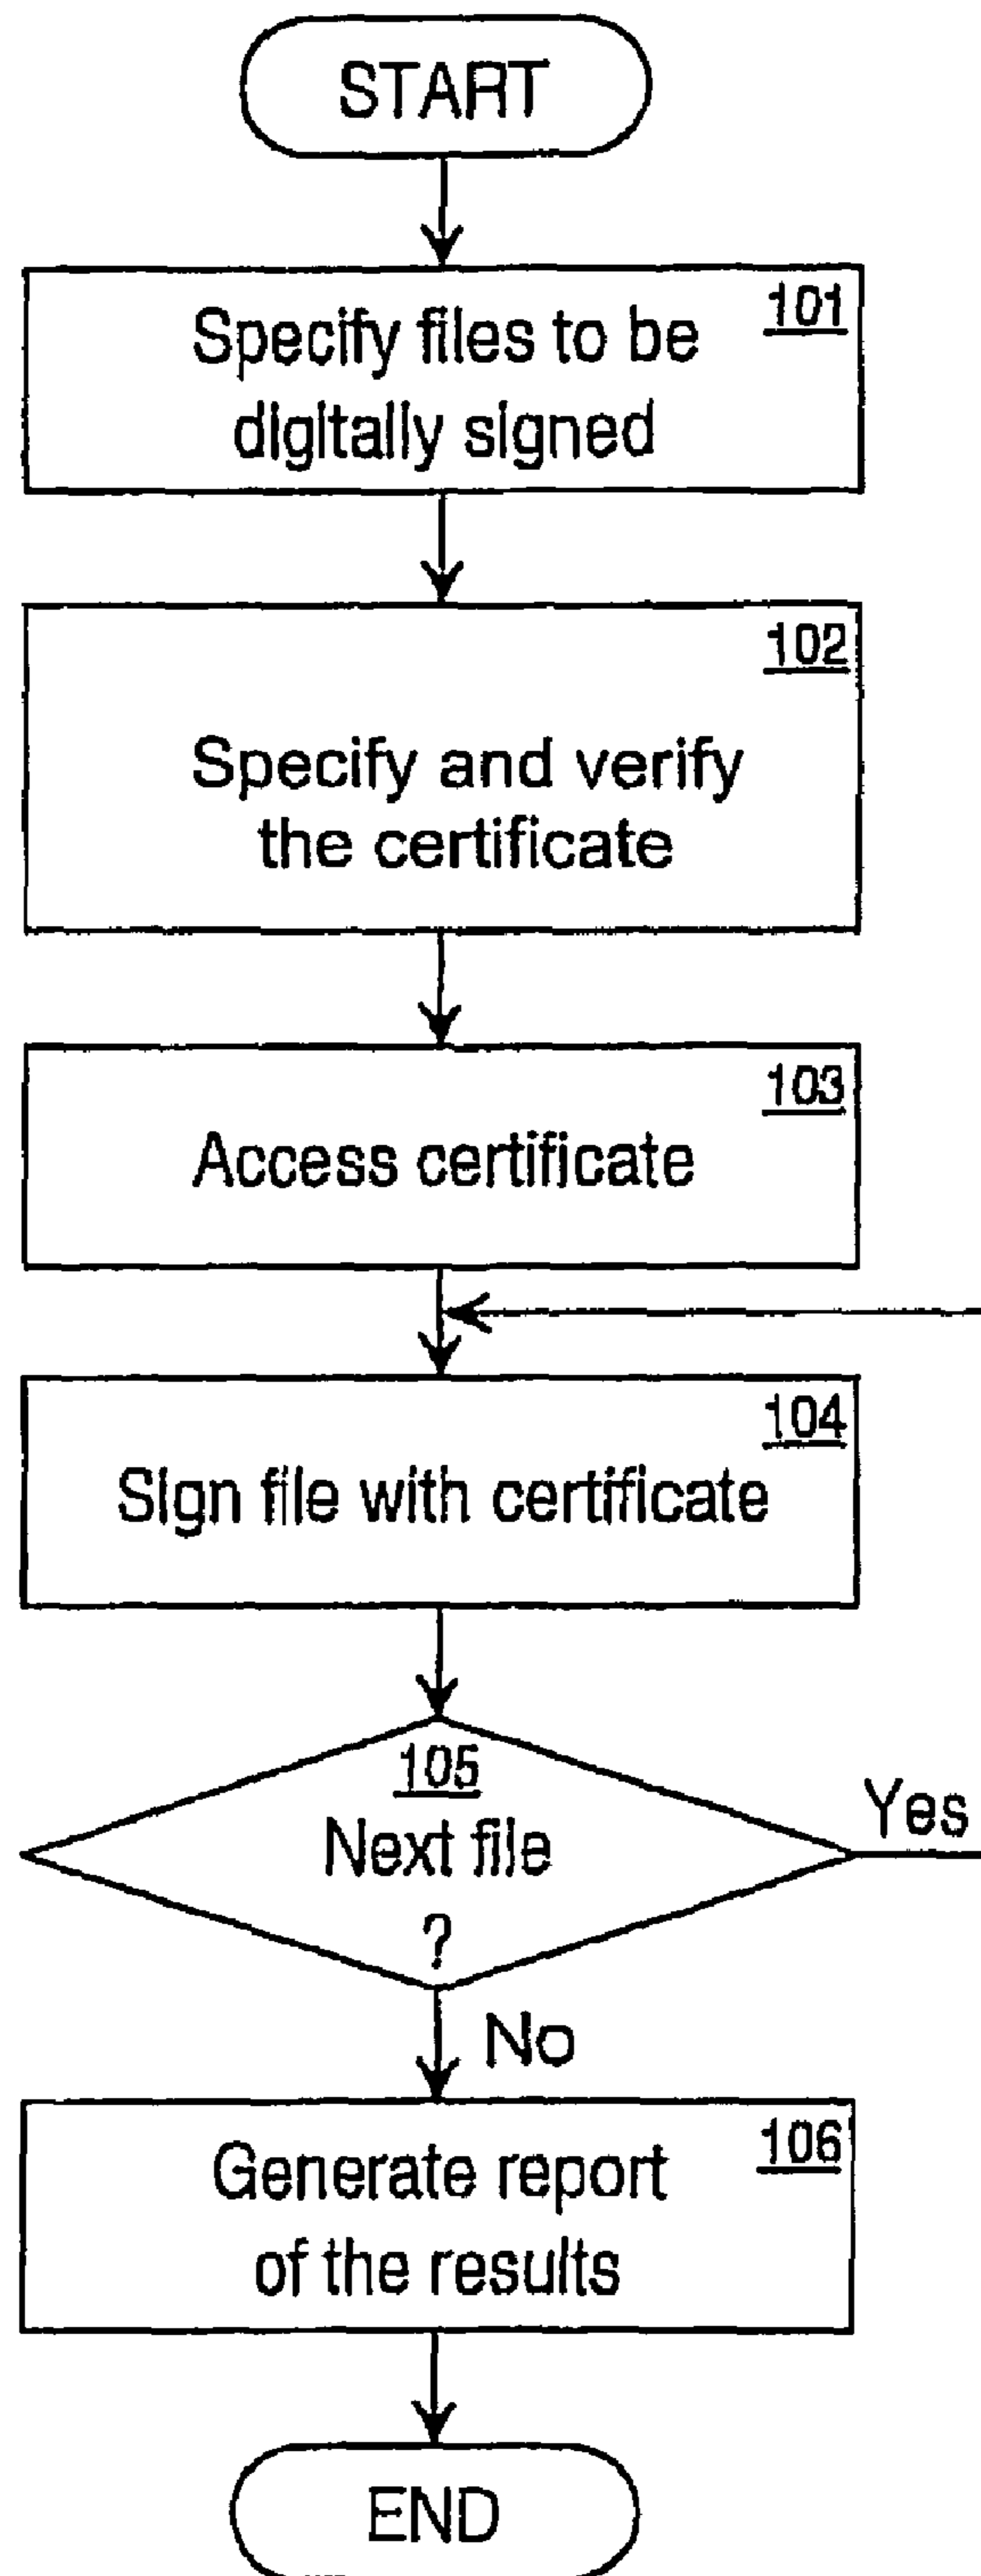 START
101
Specify files to be
digitally signed
102
Specify and verify
the certificate
103
Access certificate
104
Sign file with certificate
105
Next file
?
Yes
No
106
Generate report
of the results
END